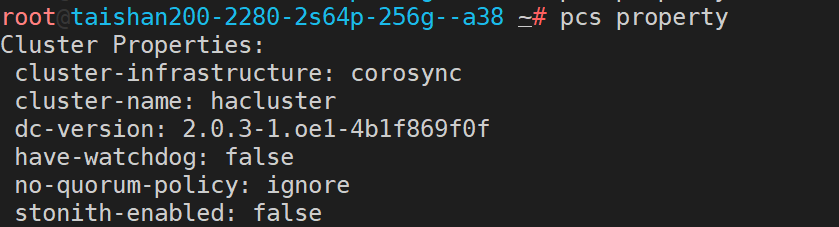 root@taishan200-2280-2s64p-256g--a38 ~# pcs property
Cluster Properties:
 cluster-infrastructure: corosync
 cluster-name: hacluster
 dc-version: 2.0.3-1.oe1-4b1f869f0f
 have-watchdog: false
 no-quorum-policy: ignore
 stonith-enabled: false